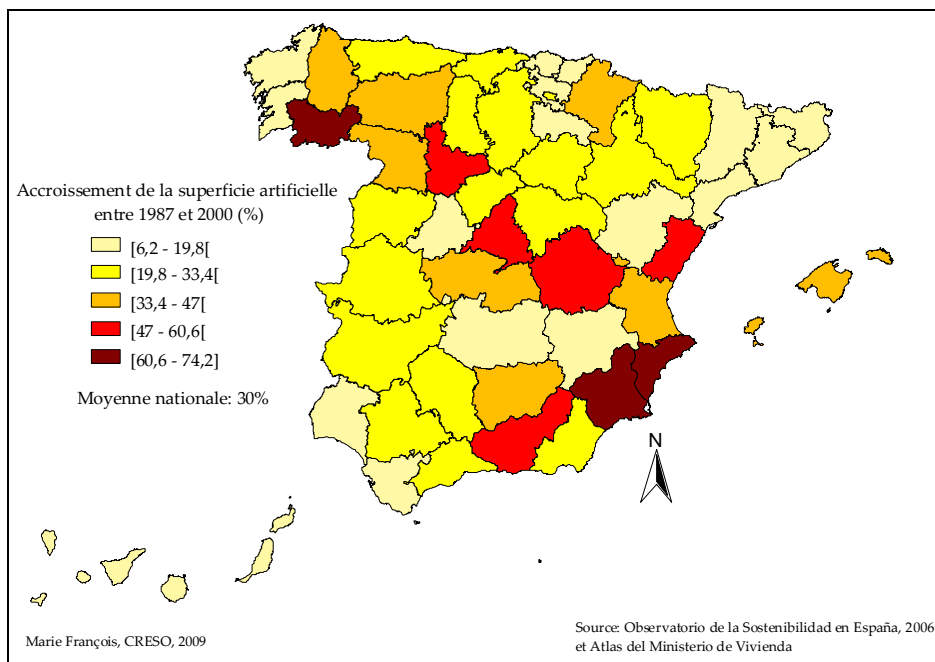 Accroissement de la superficie artificielle
entre 1987 et 2000 (%)
[6,2 - 19,8[
[19,8 - 33,4[
[33,4 - 47[
[47 - 60,6[
[60,6 - 74,2]
Moyenne nationale: 30%
N
Marie François, CRESO, 2009
Source: Observatorio de la Sostenibilidad en España, 2006
et Atlas del Ministerio de Vivienda